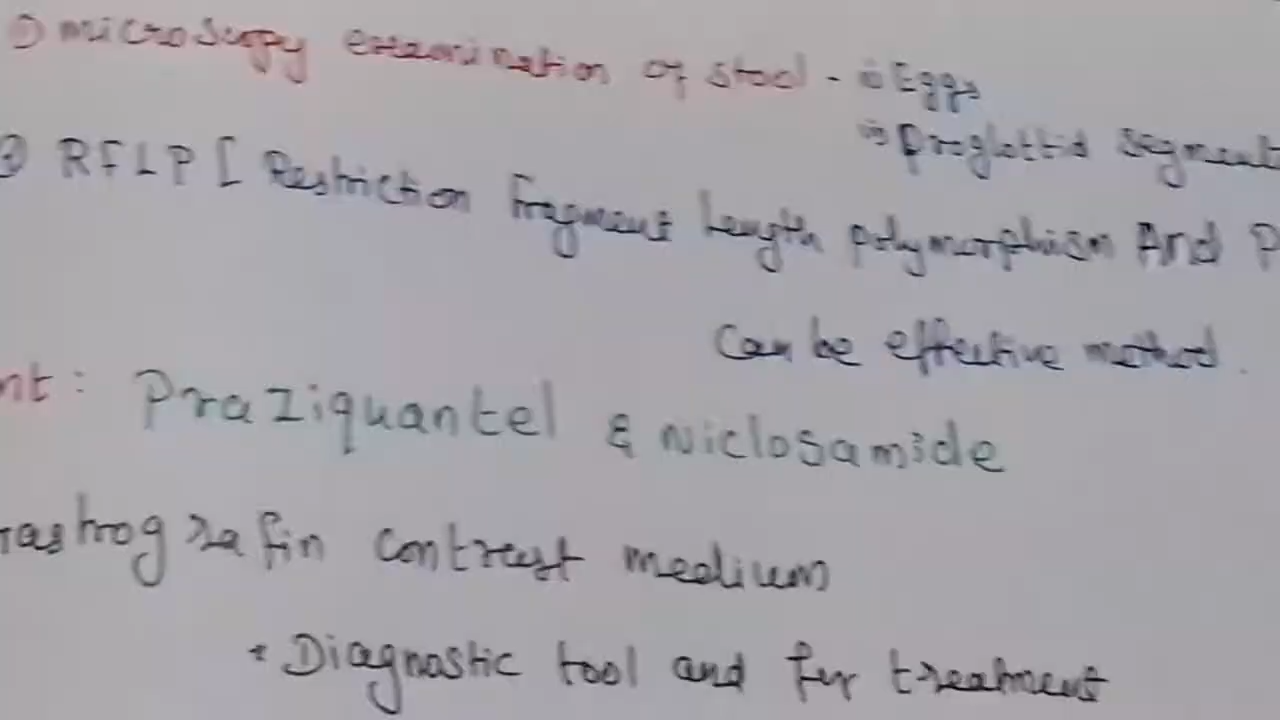 ① microscopy examination of stool - i) Eggs
ii) proglottid segment
② RFLP [Restriction Fragment Length polymorphism And P
Can be effective method.
nt: Praziquantel & Niclosamide
astrografin contrast medium
• Diagnostic tool and for treatment